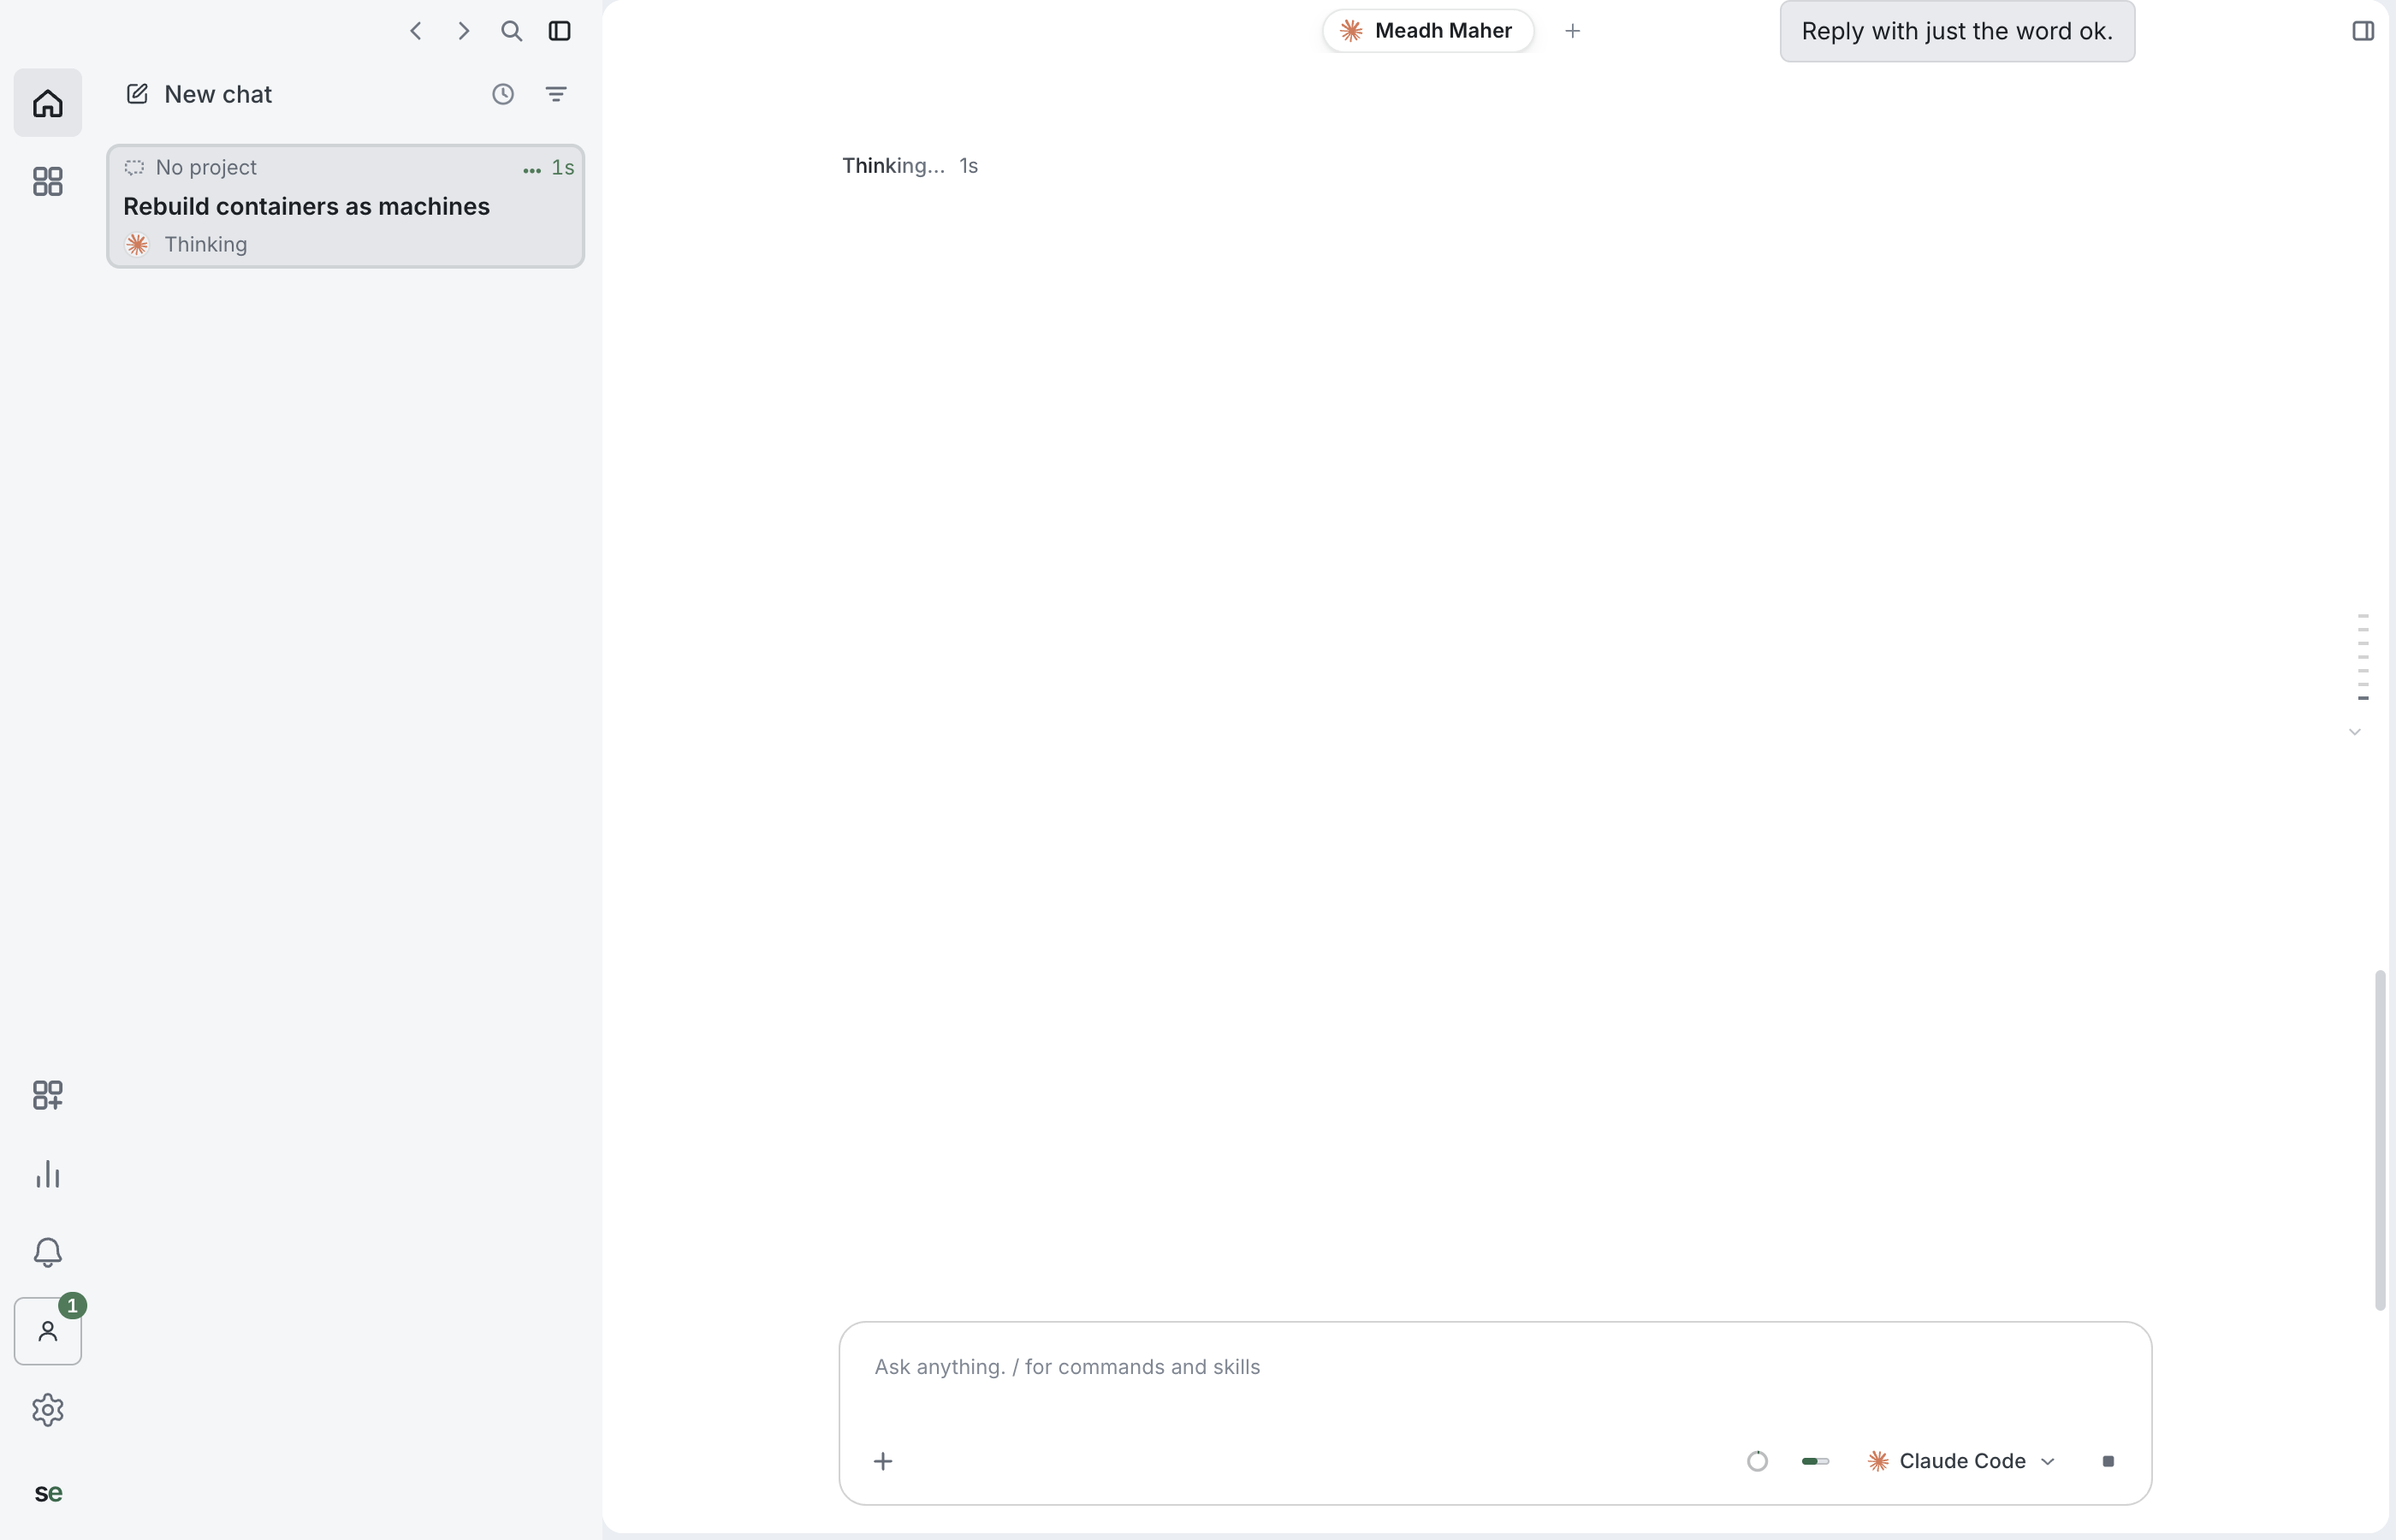 Meadh Maher
Reply with just the word ok.
New chat
No project
1s
Rebuild containers as machines
Thinking
Thinking... 1s
1
Ask anything. / for commands and skills
Claude Code
se